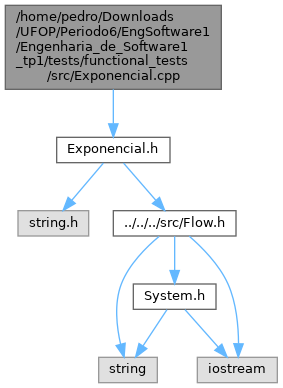 /home/pedro/Downloads
/UFOP/Periodo6/EngSoftware1
/Engenharia_de_Software1
_tp1/tests/functional_tests
/src/Exponencial.cpp
Exponencial.h
string.h
../../../src/Flow.h
System.h
string
iostream